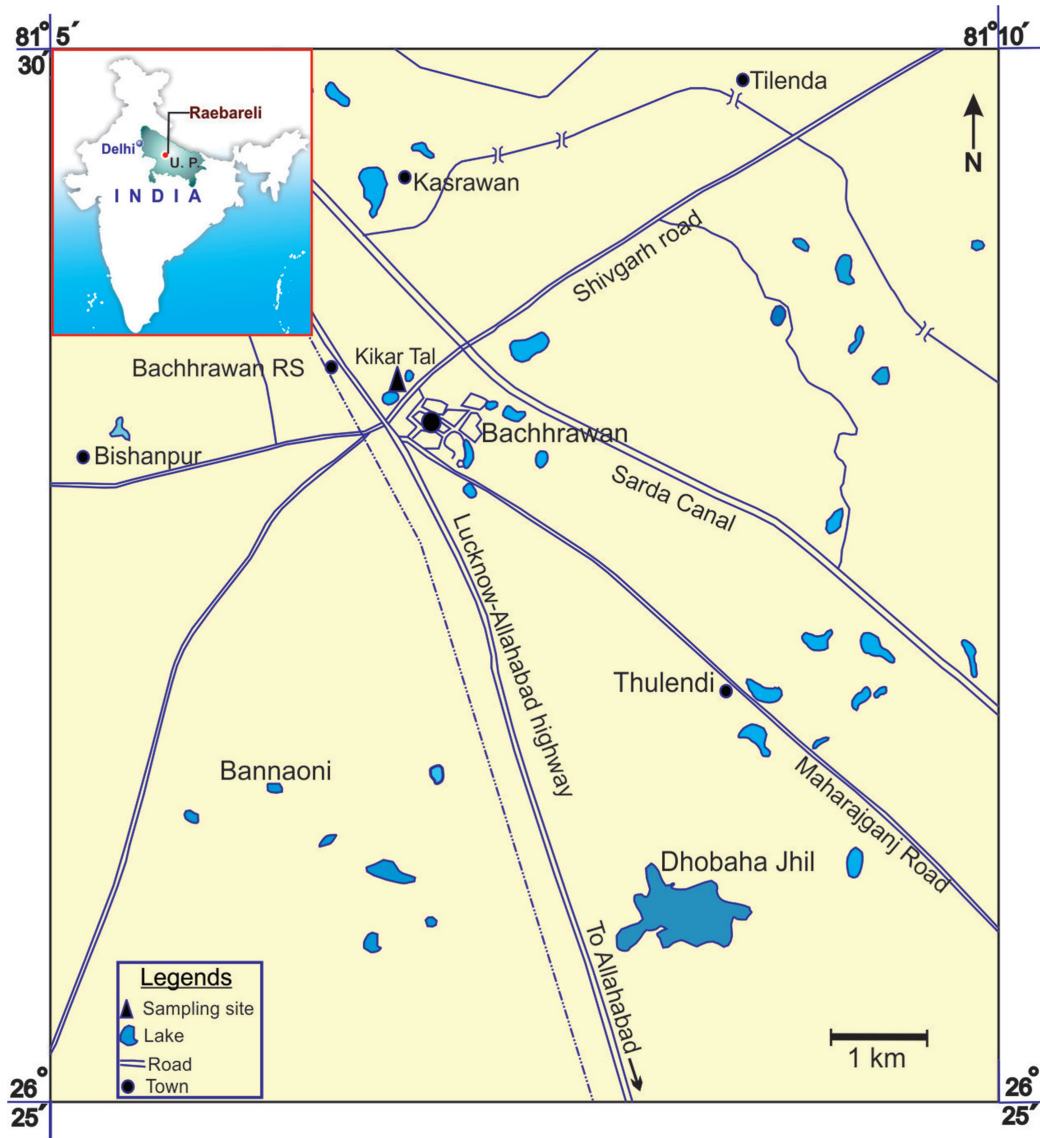 81° 5´
81° 10´
30´
Raebareli
Delhi
U. P.
I N D I A
Tilenda
N
Kasrawan
Shivgarh road
Kikar Tal
Bachhrawan RS
Bachhrawan
Bishanpur
Sarda Canal
Lucknow-Allahabad highway
Thulendi
Bannaoni
Maharajganj Road
Dhobaha Jhil
To Allahabad
Legends
Sampling site
Lake
Road
Town
1 km
26°
25´
26°
25´